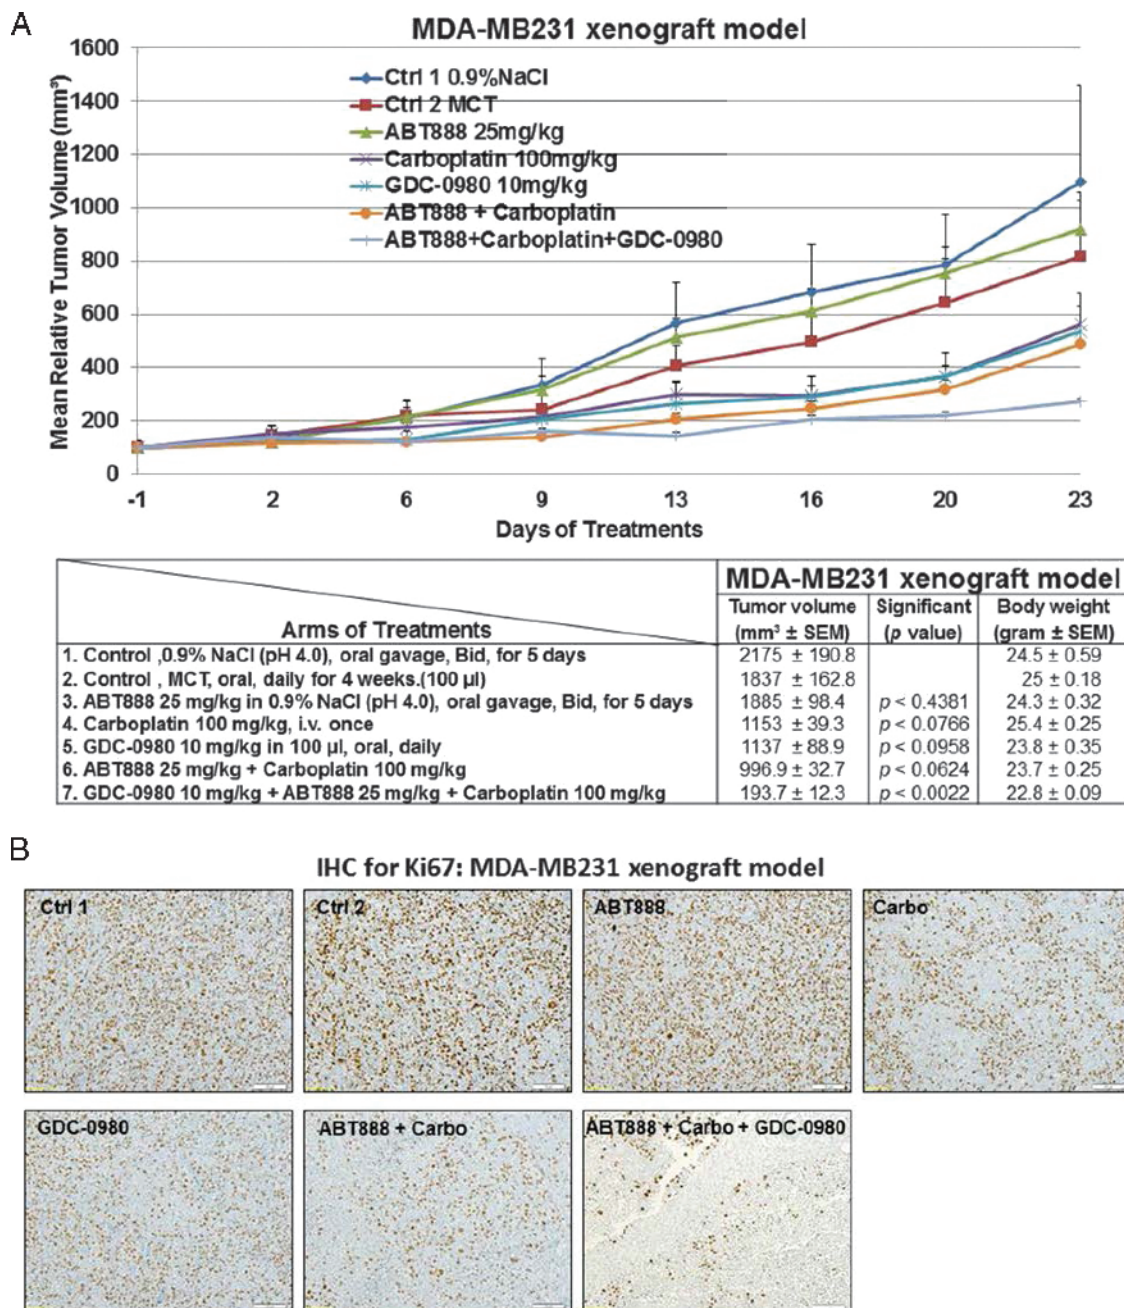 A
MDA-MB231 xenograft model
Mean Relative Tumor Volume (mm³)
1600
1400
1200
1000
800
600
400
200
0
Ctrl 1 0.9%NaCl
Ctrl 2 MCT
ABT888 25mg/kg
Carboplatin 100mg/kg
GDC-0980 10mg/kg
ABT888 + Carboplatin
ABT888+Carboplatin+GDC-0980
-1 2 6 9 13 16 20 23
Days of Treatments
MDA-MB231 xenograft model
Arms of Treatments
Tumor volume (mm³ ± SEM)
Significant (p value)
Body weight (gram ± SEM)
1. Control ,0.9% NaCl (pH 4.0), oral gavage, Bid, for 5 days 2175 ± 190.8 24.5 ± 0.59
2. Control , MCT, oral, daily for 4 weeks.(100 µl) 1837 ± 162.8 25 ± 0.18
3. ABT888 25 mg/kg in 0.9% NaCl (pH 4.0), oral gavage, Bid, for 5 days 1885 ± 98.4 p < 0.4381 24.3 ± 0.32
4. Carboplatin 100 mg/kg, i.v. once 1153 ± 39.3 p < 0.0766 25.4 ± 0.25
5. GDC-0980 10 mg/kg in 100 µl, oral, daily 1137 ± 88.9 p < 0.0958 23.8 ± 0.35
6. ABT888 25 mg/kg + Carboplatin 100 mg/kg 996.9 ± 32.7 p < 0.0624 23.7 ± 0.25
7. GDC-0980 10 mg/kg + ABT888 25 mg/kg + Carboplatin 100 mg/kg 193.7 ± 12.3 p < 0.0022 22.8 ± 0.09
B
IHC for Ki67: MDA-MB231 xenograft model
Ctrl 1
Ctrl 2
ABT888
Carbo
GDC-0980
ABT888 + Carbo
ABT888 + Carbo + GDC-0980